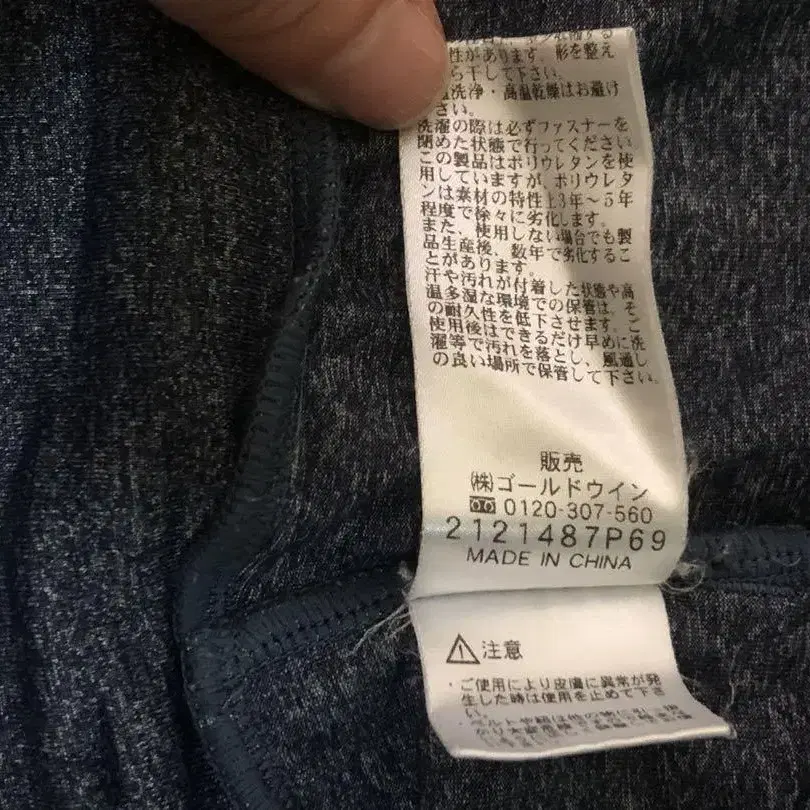 性があります。形を整え
ら干して下さい。
洗浄・高温乾燥はお避け
さい。
洗濯の際は必ずファスナーを
閉めた状態で行ってください
この製品はポリウレタンを使
用していますが、ポリウレタ
ンは素材の特性上3年～5年
程度で徐々に劣化します。
また、使用しない場合でも製
品生産後、数年で劣化するこ
とがあります。
汗や汚れが付着した状態や高
温多湿な環境での保管は、そ
の耐久性を低下させます。ご
使用後はできるだけ早めに洗
濯等で汚れを落とし、風通し
の良い場所で保管して下さい。
販売
㈱ゴールドウイン
0120-307-560
2121487P69
MADE IN CHINA
注意
・ご使用により皮膚に異常が発
生した時は使用を止めて下さ
い。